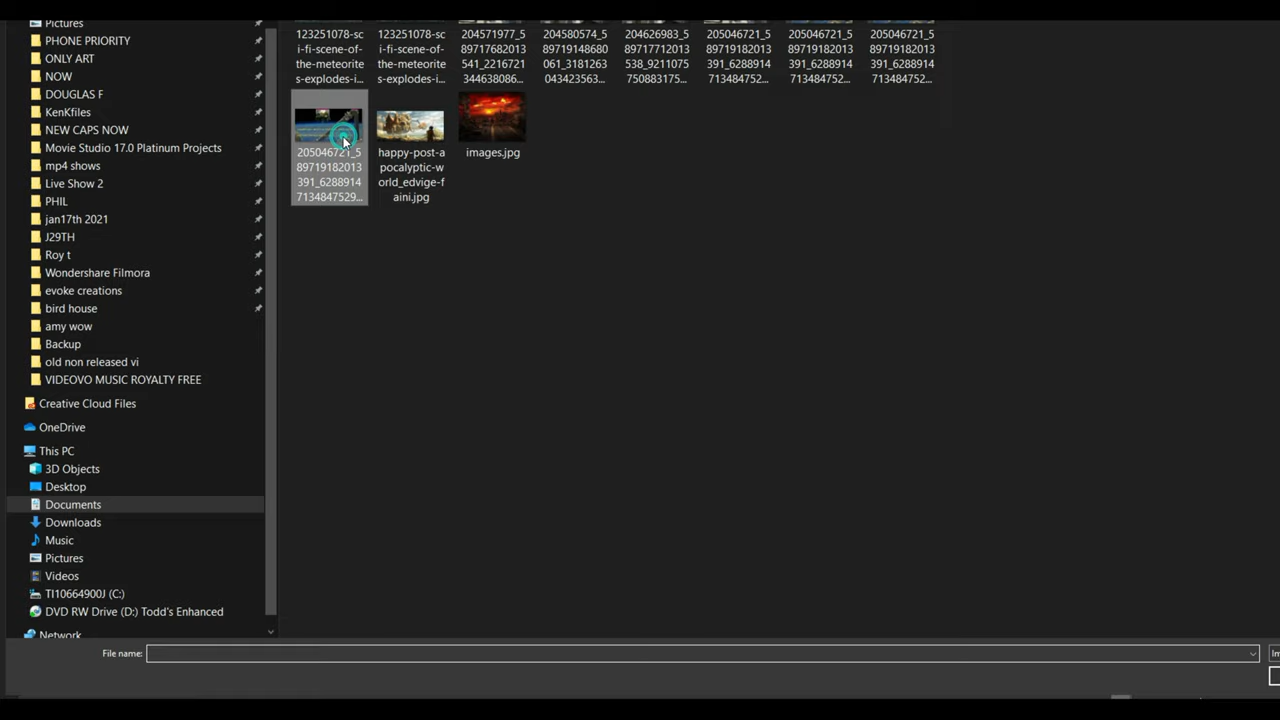 Pictures
PHONE PRIORITY
ONLY ART
NOW
DOUGLAS F
KenKfiles
NEW CAPS NOW
Movie Studio 17.0 Platinum Projects
mp4 shows
Live Show 2
PHIL
jan17th 2021
J29TH
Roy t
Wondershare Filmora
evoke creations
bird house
amy wow
Backup
old non released vi
VIDEOVO MUSIC ROYALTY FREE
Creative Cloud Files
OneDrive
This PC
3D Objects
Desktop
Documents
Downloads
Music
Pictures
Videos
TI10664900J (C:)
DVD RW Drive (D:) Todd's Enhanced
Network
123251078-sc
i-fi-scene-of-
the-meteorite
s-explodes-i...
123251078-sc
i-fi-scene-of-
the-meteorite
s-explodes-i...
204571977_5
89717682013
541_2216721
344638086...
204580574_5
89719148680
061_3181263
043423563...
204626983_5
89717712013
538_9211075
750883175...
205046721_5
89719182013
391_6288914
713484752...
205046721_5
89719182013
391_6288914
713484752...
205046721_5
89719182013
391_6288914
713484752...
205046721_5
89719182013
391_6288914
7134847529...
happy-post-a
pocalyptic-w
orld_edvige-f
aini.jpg
images.jpg
File name: